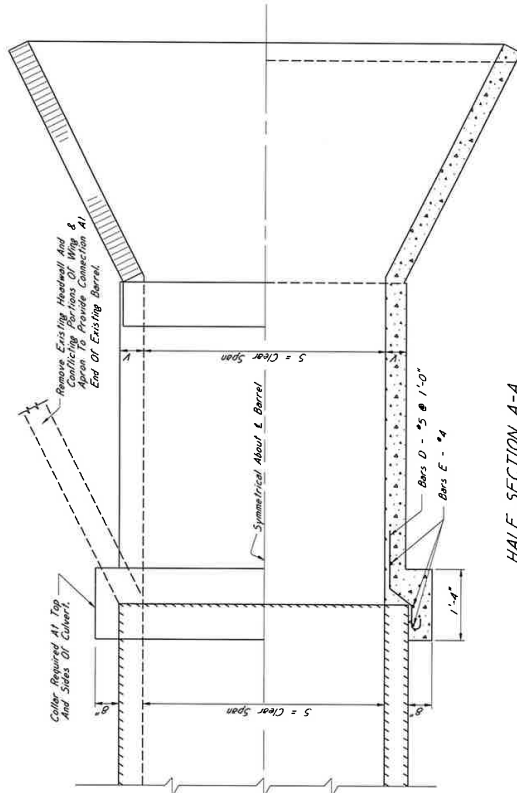 Remove Existing Headwall And
Conflicting Portions Of Wing &
Apron To Provide Connection At
End Of Existing Barrel.
Collar Required At Top
And Sides Of Culvert.
8"
V
S = Clear Span
S = Clear Span
Symmetrical About ℄ Barrel
V
8"
Bars D - #5 @ 1'-0"
Bars E - #4
1'-4"
HALF SECTION A-A